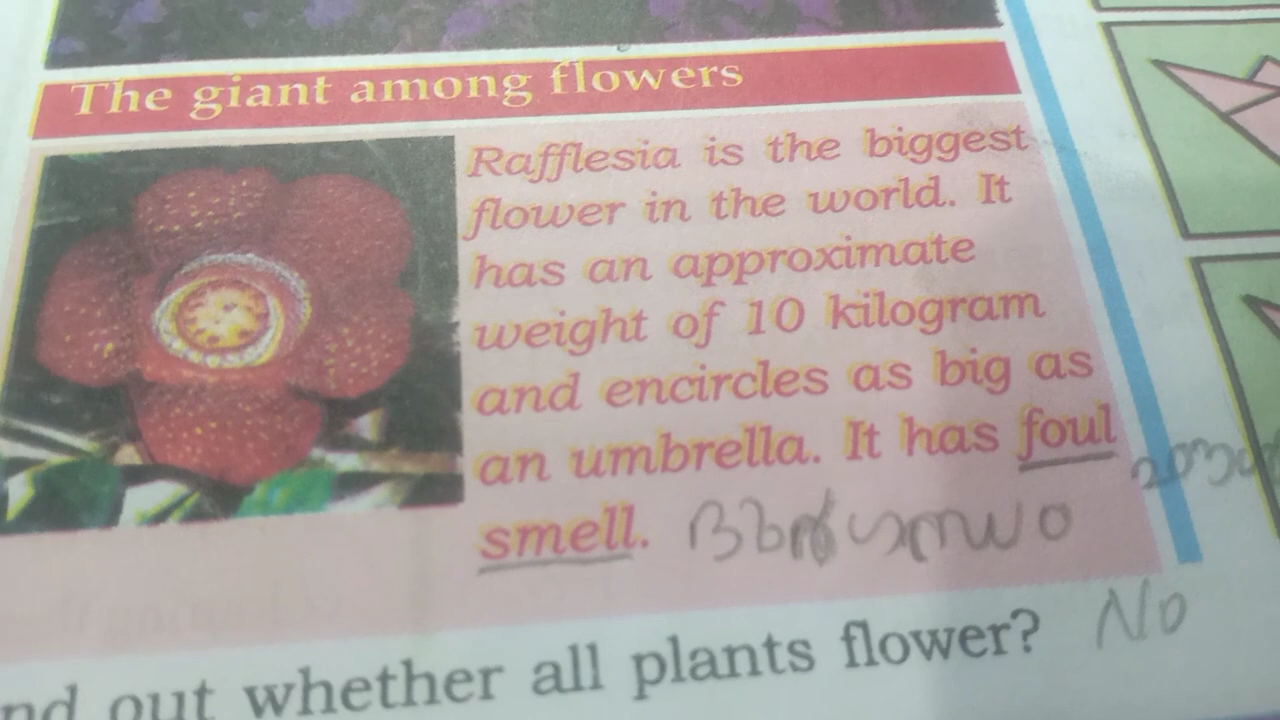 The giant among flowers
Rafflesia is the biggest
flower in the world. It
has an approximate
weight of 10 kilogram
and encircles as big as
an umbrella. It has foul
smell. ദുർഗന്ധം
out whether all plants flower? No